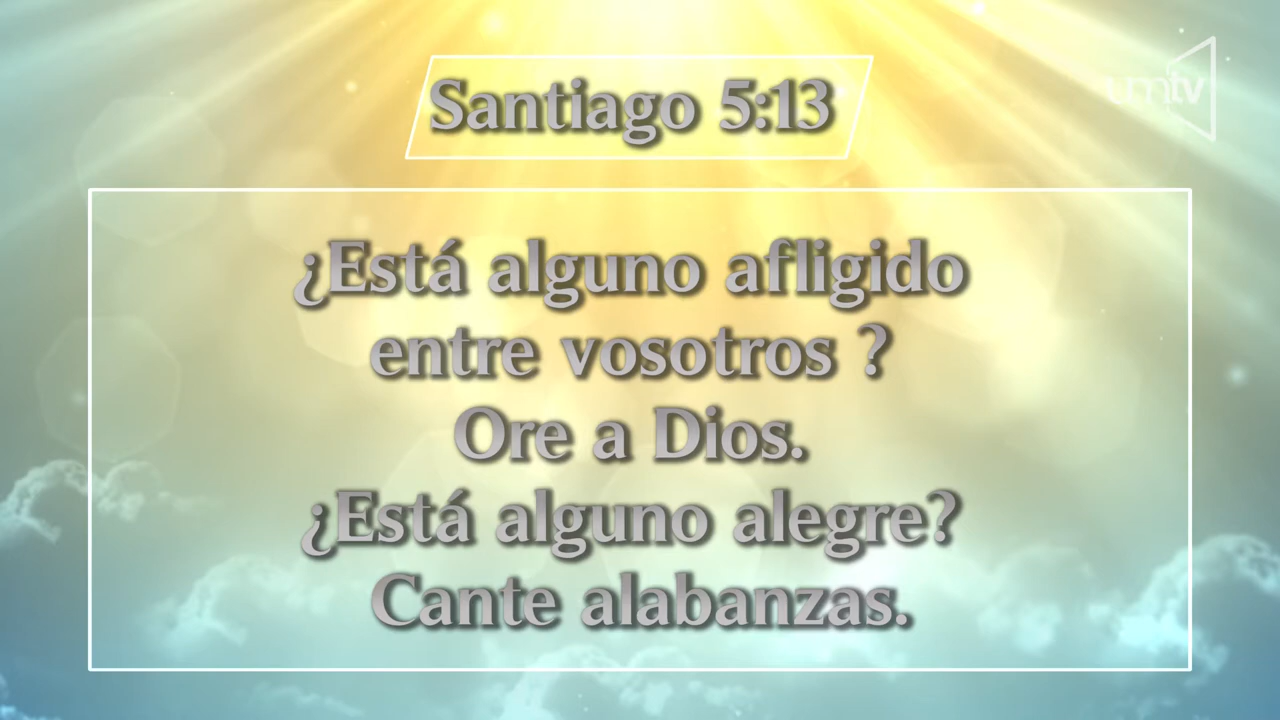 Santiago 5:13
umtv
¿Está alguno afligido
entre vosotros ?
Ore a Dios.
¿Está alguno alegre?
Cante alabanzas.